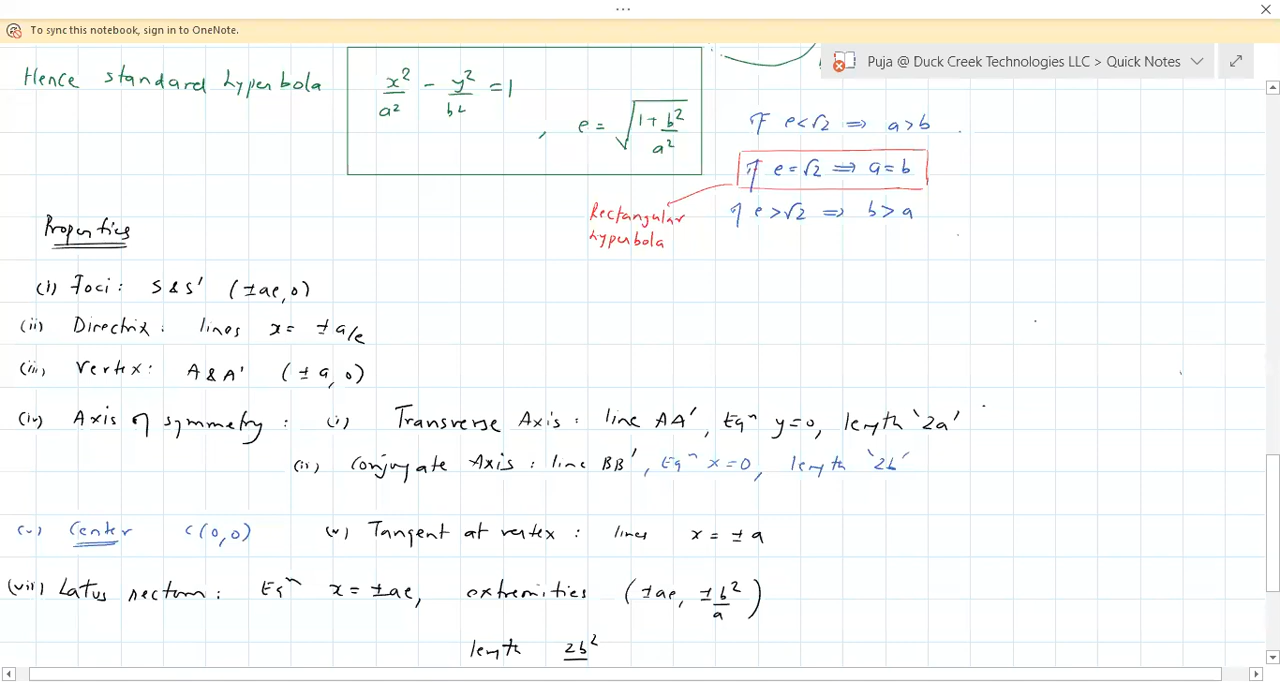 To sync this notebook, sign in to OneNote.
Puja @ Duck Creek Technologies LLC > Quick Notes
Hence standard hyperbola x²/a² - y²/b² = 1, e = √(1 + b²/a²)
If e < √2 ⇒ a > b
If e = √2 ⇒ a = b
If e > √2 ⇒ b > a
Rectangular
hyperbola
Properties
(i) Foci: S & S' (±ae, 0)
(ii) Directrix: lines x = ± a/e
(iii) Vertex: A & A' (± a, 0)
(iv) Axis of symmetry: (i) Transverse Axis: line AA', Eqⁿ y = 0, length '2a'
(ii) Conjugate Axis: line BB', Eqⁿ x = 0, length '2b'
(v) Center C(0,0) (v) Tangent at vertex: lines x = ± a
(vii) Latus rectum: Eqⁿ x = ±ae, extremities (±ae, ±b²/a)
length 2b²